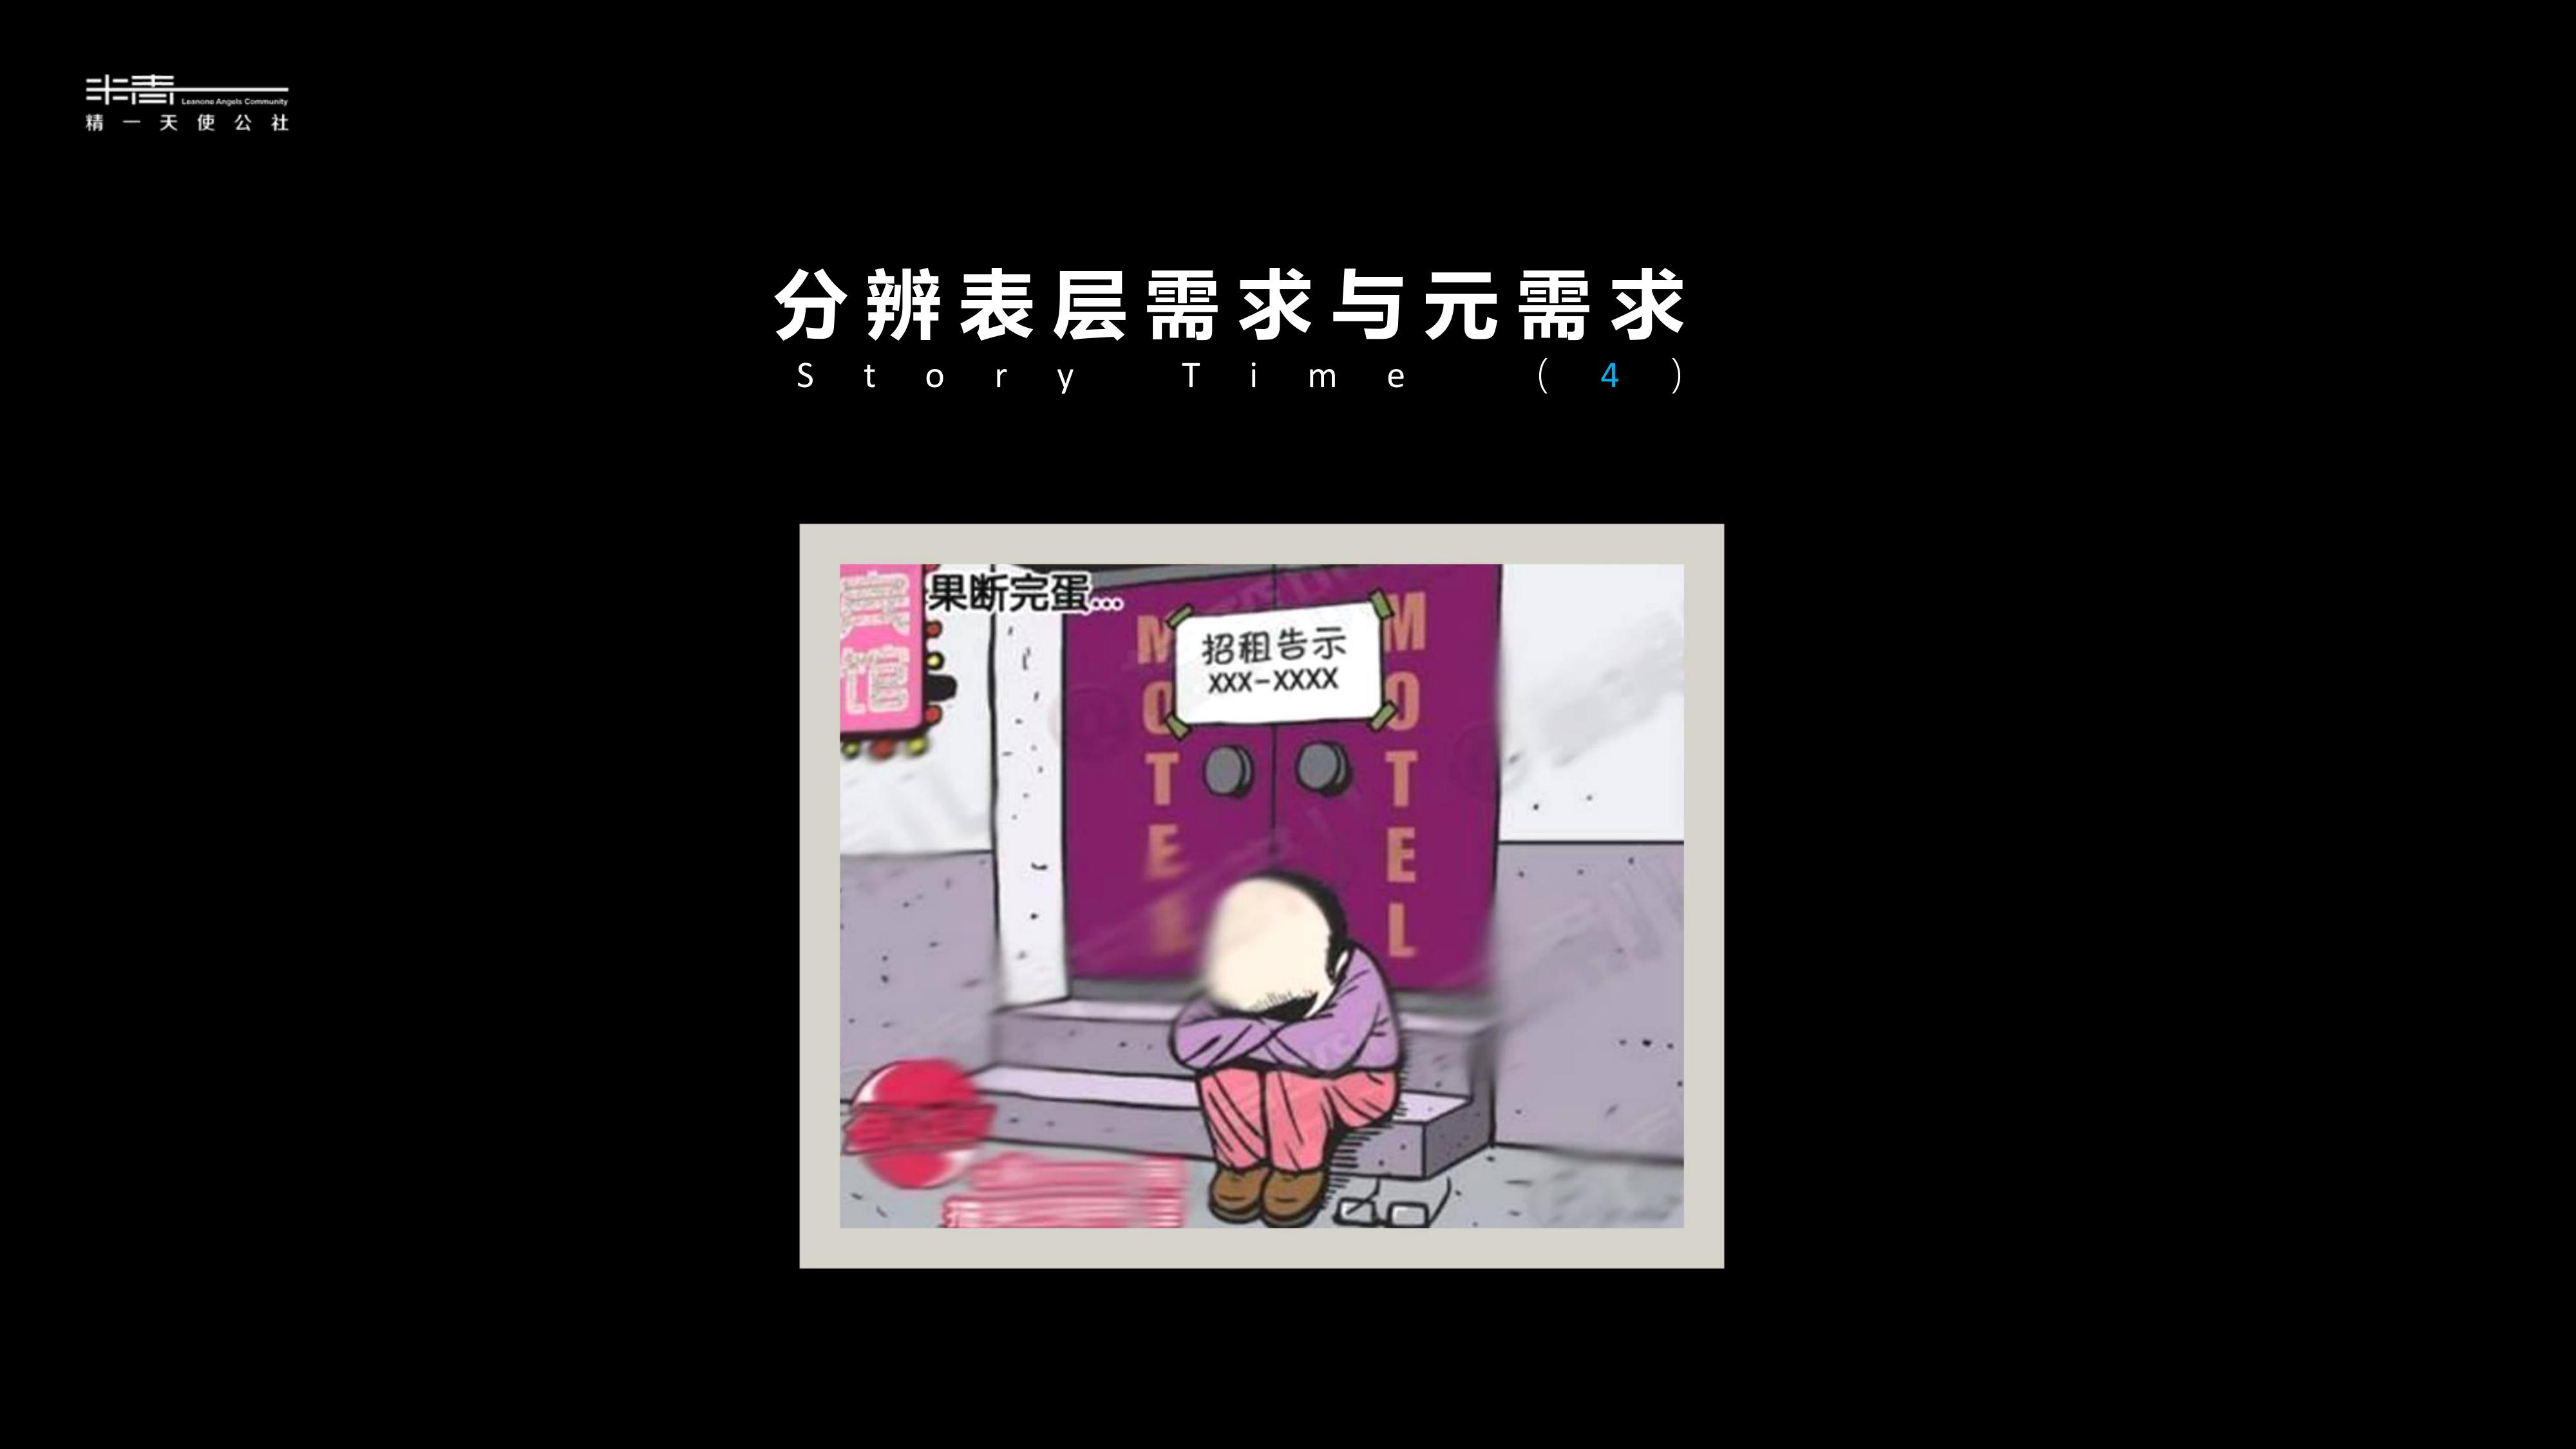 Leanone Angels Community
精一天使公社
分辨表层需求与元需求
Story Time (4)
果断完蛋...
招租告示
XXX-XXXX
MOTEL
MOTEL